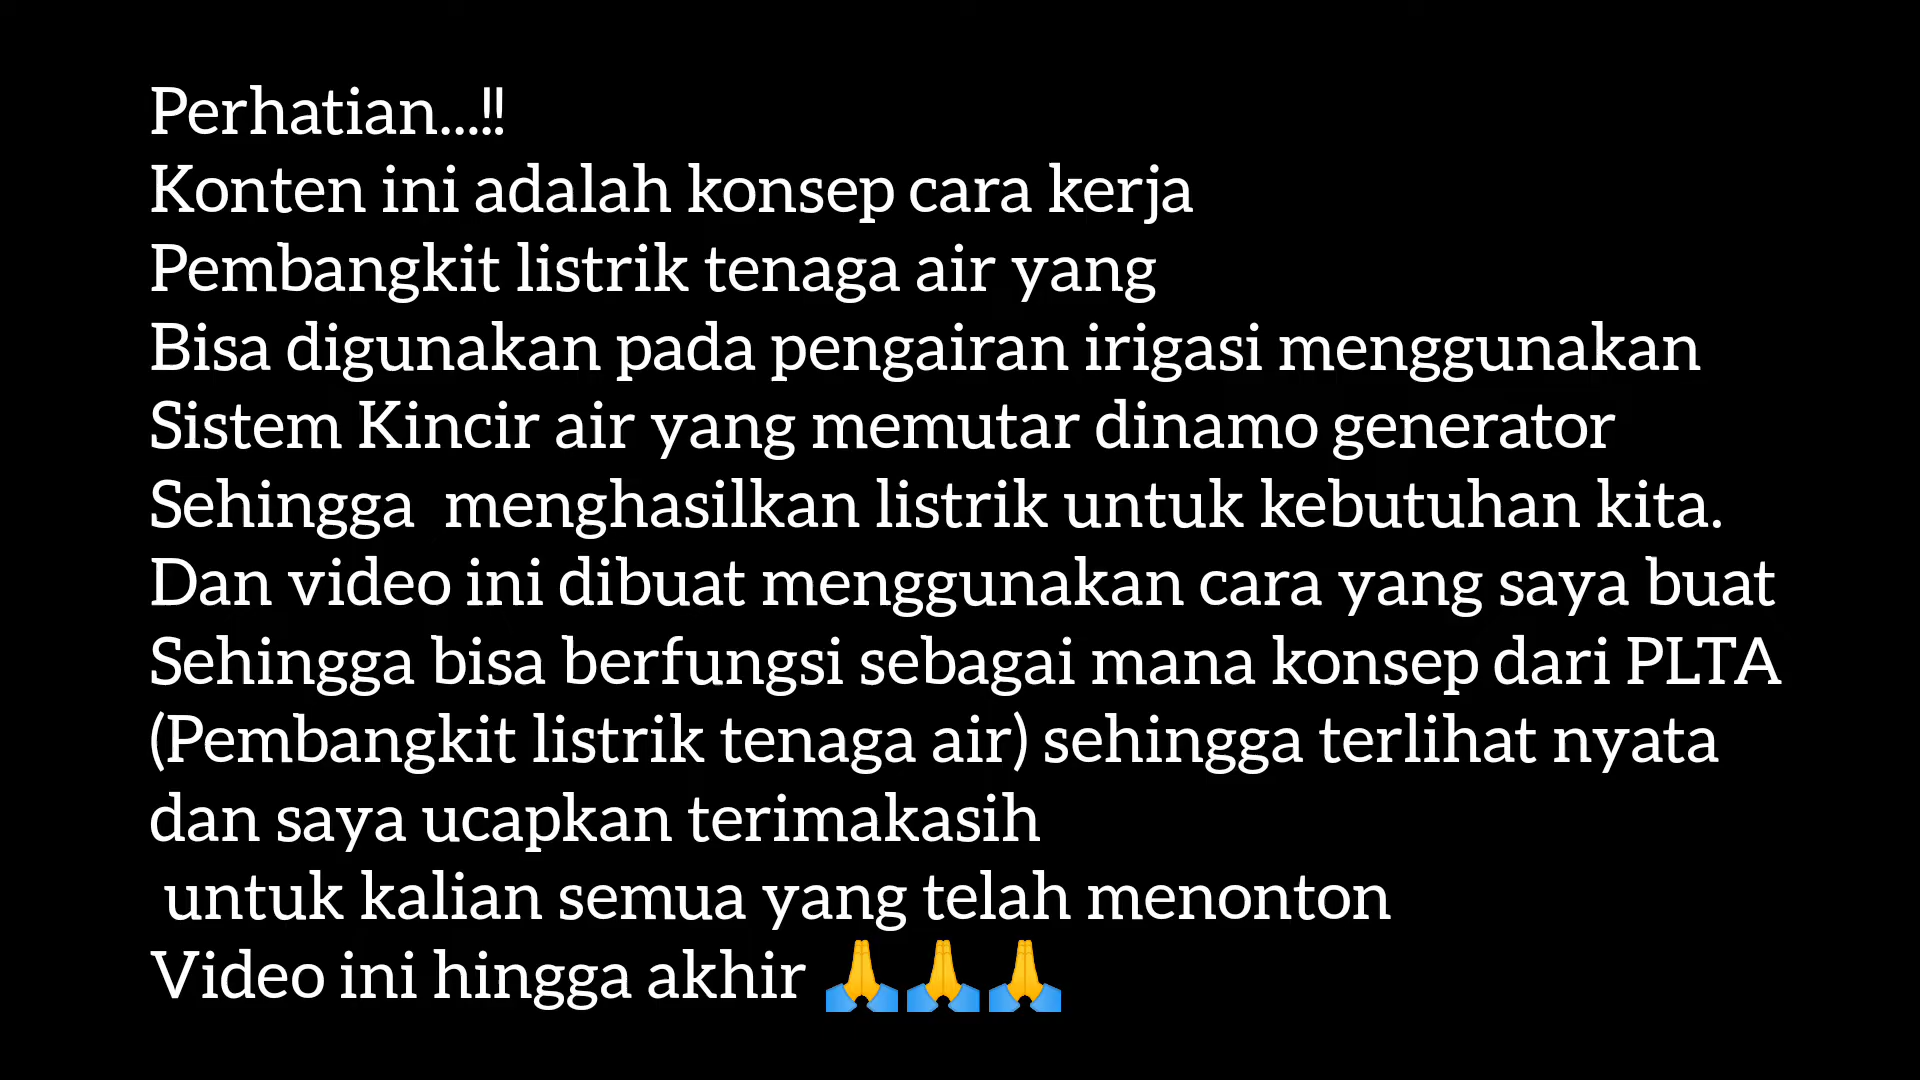 Perhatian...!!
Konten ini adalah konsep cara kerja
Pembangkit listrik tenaga air yang
Bisa digunakan pada pengairan irigasi menggunakan
Sistem Kincir air yang memutar dinamo generator
Sehingga  menghasilkan listrik untuk kebutuhan kita.
Dan video ini dibuat menggunakan cara yang saya buat
Sehingga bisa berfungsi sebagai mana konsep dari PLTA
(Pembangkit listrik tenaga air) sehingga terlihat nyata
dan saya ucapkan terimakasih
untuk kalian semua yang telah menonton
Video ini hingga akhir 🙏🙏🙏